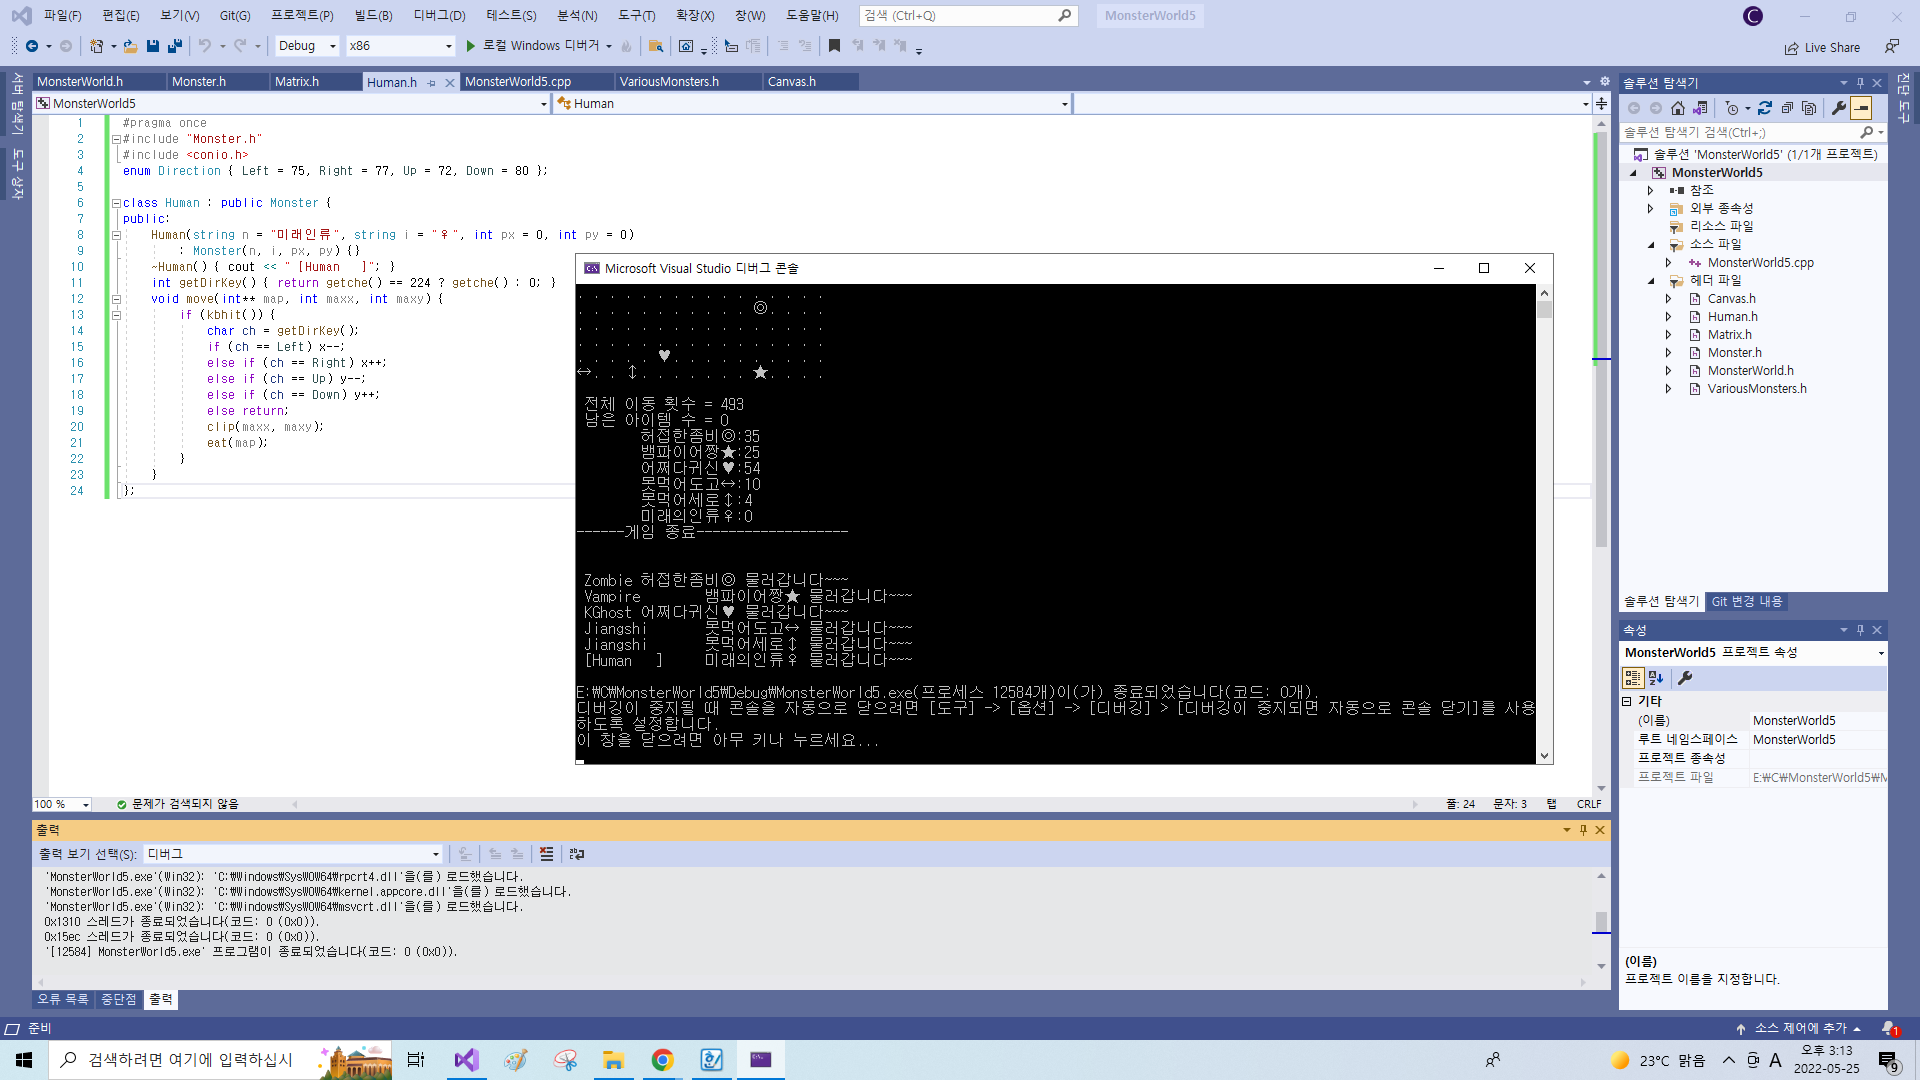 파일(F) 편집(E) 보기(V) Git(G) 프로젝트(P) 빌드(B) 디버그(D) 테스트(S) 분석(N) 도구(T) 확장(X) 창(W) 도움말(H) 검색 (Ctrl+Q) MonsterWorld5 C
Debug x86 로컬 Windows 디버거 Live Share
서버 탐색기
도구 상자
진단 도구
MonsterWorld.h Monster.h Matrix.h Human.h MonsterWorld5.cpp VariousMonsters.h Canvas.h
MonsterWorld5 Human
1 #pragma once
2 #include "Monster.h"
3 #include <conio.h>
4 enum Direction { Left = 75, Right = 77, Up = 72, Down = 80 };
5
6 class Human : public Monster {
7 public:
8 Human(string n = "미래인류", string i = "♀", int px = 0, int py = 0)
9 : Monster(n, i, px, py) {}
10 ~Human() { cout << " [Human   ]"; }
11 int getDirKey() { return getche() == 224 ? getche() : 0; }
12 void move(int** map, int maxx, int maxy) {
13 if (kbhit()) {
14 char ch = getDirKey();
15 if (ch == Left) x--;
16 else if (ch == Right) x++;
17 else if (ch == Up) y--;
18 else if (ch == Down) y++;
19 else return;
20 clip(maxx, maxy);
21 eat(map);
22 }
23 }
24 };
Microsoft Visual Studio 디버그 콘솔
. . . . . . . . . . . . . . . .
. . . . . . . . . . . ◎. . . .
. . . . . . . . . . . . . . . .
. . . . . . . . . . . . . . . .
. . . . . ♥. . . . . . . . . .
↔. . ↕. . . . . . . ★. . . .
전체 이동 횟수 = 493
남은 아이템 수 = 0
허접한좀비◎:35
뱀파이어짱★:25
어쩌다귀신♥:54
못먹어도고↔:10
못먹어세로↕:4
미래의인류♀:0
------게임 종료-------------------
Zombie 허접한좀비◎ 물러갑니다~~~
Vampire 뱀파이어짱★ 물러갑니다~~~
KGhost 어쩌다귀신♥ 물러갑니다~~~
Jiangshi 못먹어도고↔ 물러갑니다~~~
Jiangshi 못먹어세로↕ 물러갑니다~~~
[Human   ] 미래의인류♀ 물러갑니다~~~
E:₩C₩MonsterWorld5₩Debug₩MonsterWorld5.exe(프로세스 12584개)이(가) 종료되었습니다(코드: 0개).
디버깅이 중지될 때 콘솔을 자동으로 닫으려면 [도구] -> [옵션] -> [디버깅] > [디버깅이 중지되면 자동으로 콘솔 닫기]를 사용
하도록 설정합니다.
이 창을 닫으려면 아무 키나 누르세요...
100 % 문제가 검색되지 않음 줄: 24 문자: 3 탭 CRLF
출력
출력 보기 선택(S): 디버그
'MonsterWorld5.exe'(Win32): 'C:₩Windows₩SysWOW64₩rpcrt4.dll'을(를) 로드했습니다.
'MonsterWorld5.exe'(Win32): 'C:₩Windows₩SysWOW64₩kernel.appcore.dll'을(를) 로드했습니다.
'MonsterWorld5.exe'(Win32): 'C:₩Windows₩SysWOW64₩msvcrt.dll'을(를) 로드했습니다.
0x1310 스레드가 종료되었습니다(코드: 0 (0x0)).
0x15ec 스레드가 종료되었습니다(코드: 0 (0x0)).
'[12584] MonsterWorld5.exe' 프로그램이 종료되었습니다(코드: 0 (0x0)).
오류 목록 중단점 출력
솔루션 탐색기
솔루션 탐색기 검색(Ctrl+;)
솔루션 'MonsterWorld5' (1/1개 프로젝트)
MonsterWorld5
참조
외부 종속성
리소스 파일
소스 파일
MonsterWorld5.cpp
헤더 파일
Canvas.h
Human.h
Matrix.h
Monster.h
MonsterWorld.h
VariousMonsters.h
솔루션 탐색기 Git 변경 내용
속성
MonsterWorld5 프로젝트 속성
기타
(이름) MonsterWorld5
루트 네임스페이스 MonsterWorld5
프로젝트 종속성
프로젝트 파일 E:₩C₩MonsterWorld5₩M
(이름)
프로젝트 이름을 지정합니다.
준비 소스 제어에 추가 1
검색하려면 여기에 입력하십시 23°C 맑음 A 오후 3:13
2022-05-25 9